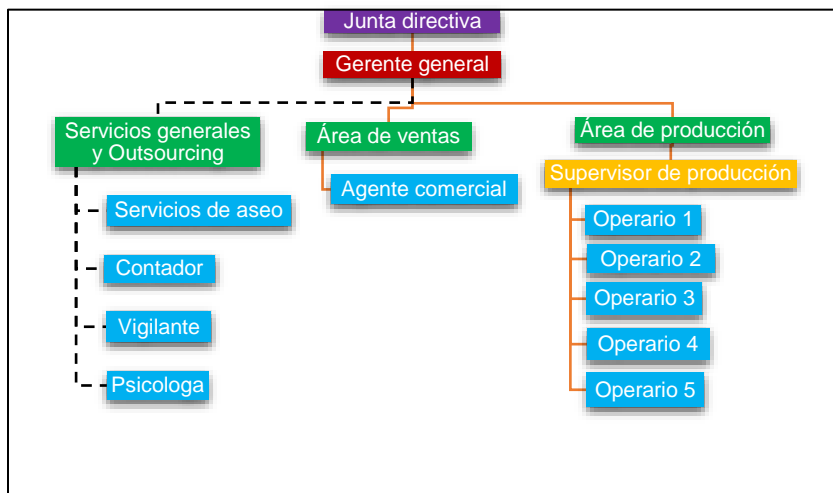 Junta directiva
Gerente general
Servicios generales
y Outsourcing
Área de ventas
Área de producción
Agente comercial
Supervisor de producción
Servicios de aseo
Contador
Vigilante
Psicologa
Operario 1
Operario 2
Operario 3
Operario 4
Operario 5